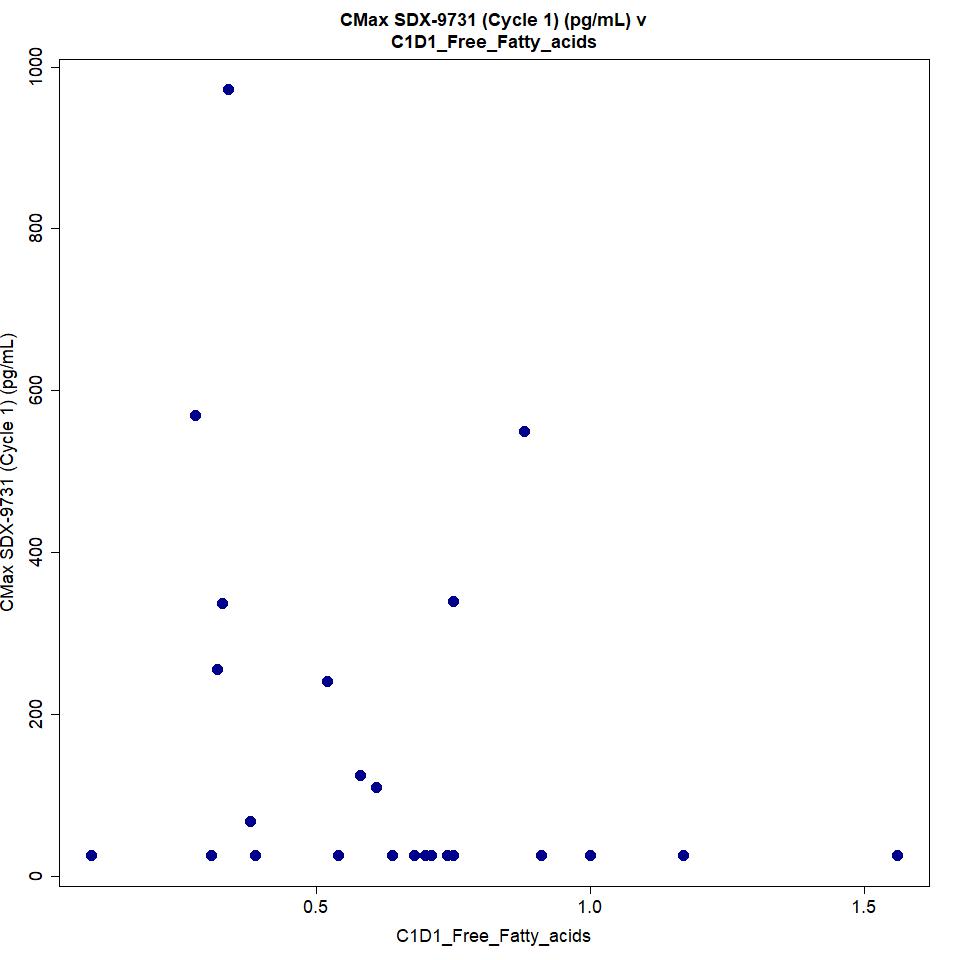 CMax SDX-9731 (Cycle 1) (pg/mL) v
C1D1_Free_Fatty_acids
1000
800
600
400
200
0
CMax SDX-9731 (Cycle 1) (pg/mL)
0.5
1.0
1.5
C1D1_Free_Fatty_acids